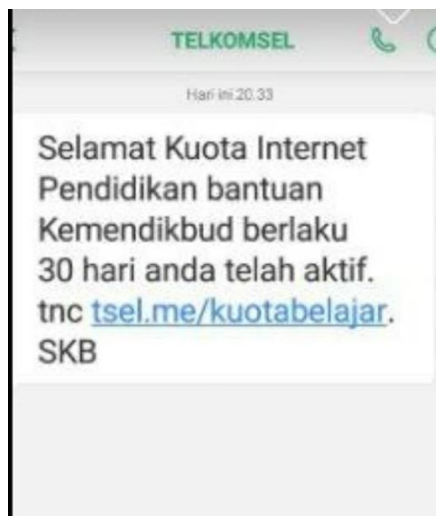 TELKOMSEL
Hari ini 20.33
Selamat Kuota Internet
Pendidikan bantuan
Kemendikbud berlaku
30 hari anda telah aktif.
tnc tsel.me/kuotabelajar.
SKB